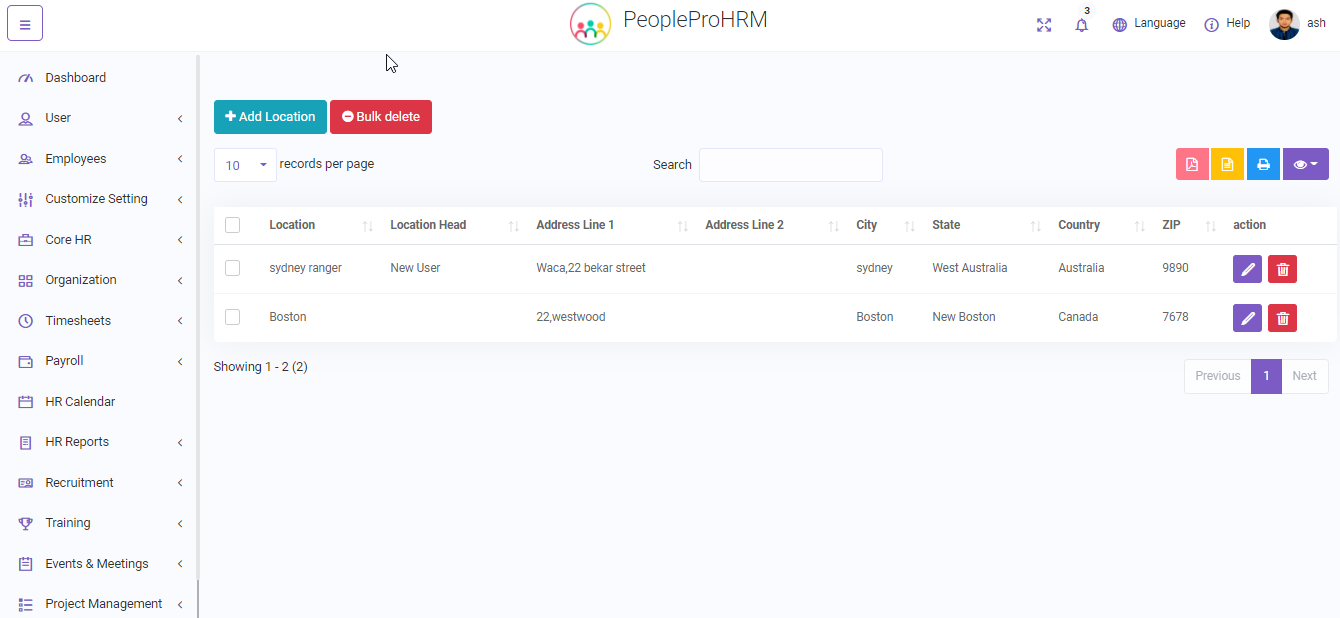 PeopleProHRM
3
Language
Help
ash
Dashboard
User
Employees
Customize Setting
Core HR
Organization
Timesheets
Payroll
HR Calendar
HR Reports
Recruitment
Training
Events & Meetings
Project Management
Add Location
Bulk delete
10 records per page
Search
Location Location Head Address Line 1 Address Line 2 City State Country ZIP action
sydney ranger New User Waca,22 bekar street sydney West Australia Australia 9890
Boston 22,westwood Boston New Boston Canada 7678
Showing 1 - 2 (2)
Previous 1 Next